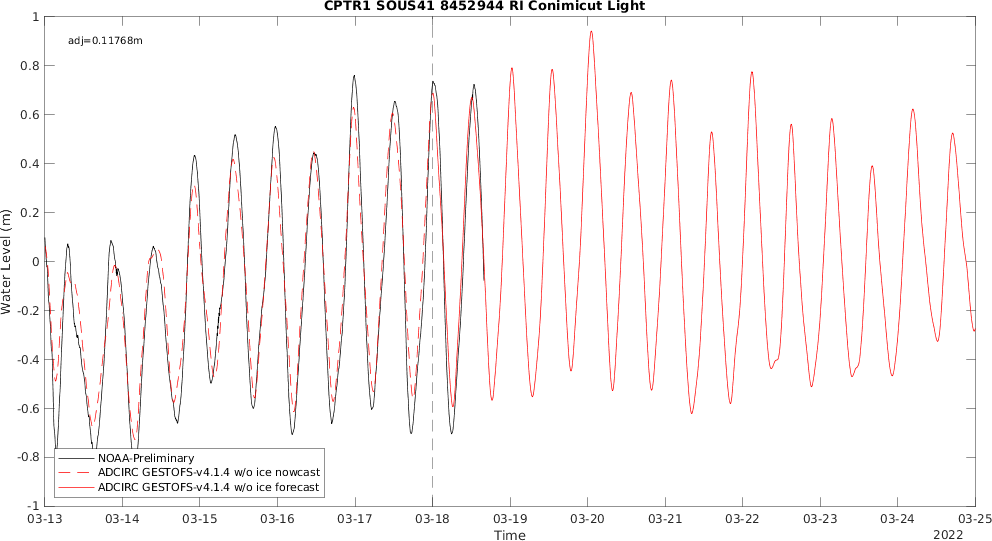 CPTR1 SOUS41 8452944 RI Conimicut Light
adj=0.11768m
1
0.8
0.6
0.4
0.2
0
-0.2
-0.4
-0.6
-0.8
-1
Water Level (m)
NOAA-Preliminary
ADCIRC GESTOFS-v4.1.4 w/o ice nowcast
ADCIRC GESTOFS-v4.1.4 w/o ice forecast
03-13 03-14 03-15 03-16 03-17 03-18 03-19 03-20 03-21 03-22 03-23 03-24 03-25
Time
2022